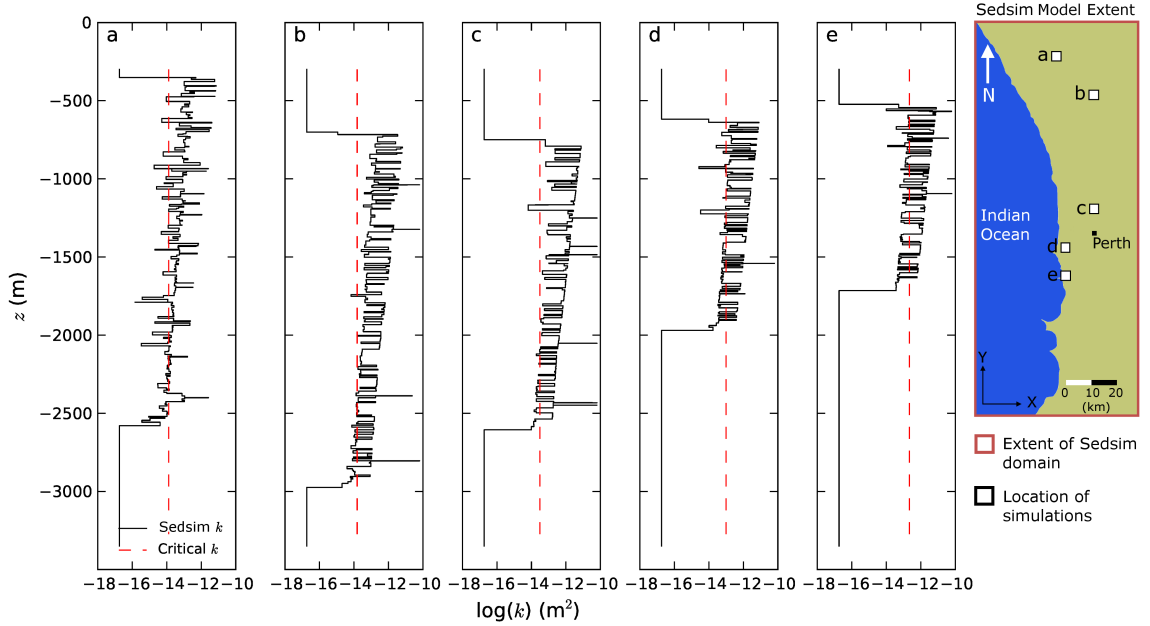 Sedsim Model Extent
a
b
c
d
e
0
−500
−1000
−1500
−2000
−2500
−3000
z (m)
Sedsim k
Critical k
−18 −16 −14 −12 −10
−18 −16 −14 −12 −10
−18 −16 −14 −12 −10
−18 −16 −14 −12 −10
−18 −16 −14 −12 −10
log(k) (m²)
N
a
b
c
Indian
Ocean
d
Perth
e
Y
X
0 10 20
(km)
Extent of Sedsim
domain
Location of
simulations